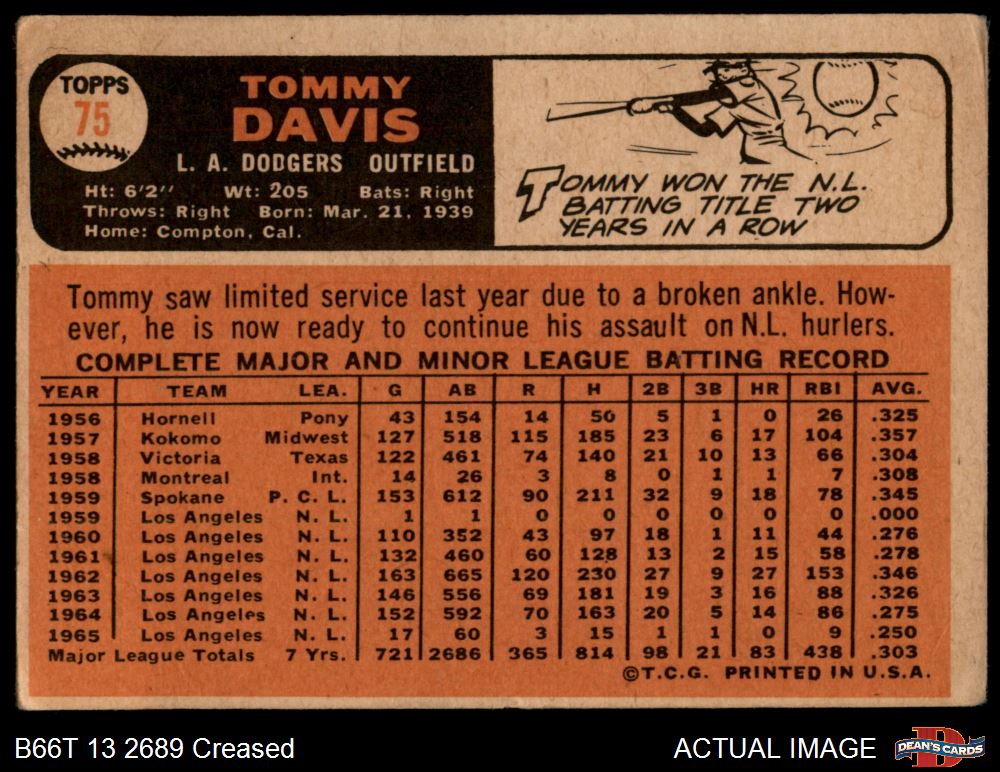 TOPPS
75
TOMMY
DAVIS
L. A. DODGERS OUTFIELD
Ht: 6'2" Wt: 205 Bats: Right
Throws: Right Born: Mar. 21, 1939
Home: Compton, Cal.
TOMMY WON THE N.L.
BATTING TITLE TWO
YEARS IN A ROW
Tommy saw limited service last year due to a broken ankle. How-
ever, he is now ready to continue his assault on N.L. hurlers.
COMPLETE MAJOR AND MINOR LEAGUE BATTING RECORD
YEAR TEAM LEA. G AB R H 2B 3B HR RBI AVG.
1956 Hornell Pony 43 154 14 50 5 1 0 26 .325
1957 Kokomo Midwest 127 518 115 185 23 6 17 104 .357
1958 Victoria Texas 122 461 74 140 21 10 13 66 .304
1958 Montreal Int. 14 26 3 8 0 1 1 7 .308
1959 Spokane P. C. L. 153 612 90 211 32 9 18 78 .345
1959 Los Angeles N. L. 1 1 0 0 0 0 0 0 .000
1960 Los Angeles N. L. 110 352 43 97 18 1 11 44 .276
1961 Los Angeles N. L. 132 460 60 128 13 2 15 58 .278
1962 Los Angeles N. L. 163 665 120 230 27 9 27 153 .346
1963 Los Angeles N. L. 146 556 69 181 19 3 16 88 .326
1964 Los Angeles N. L. 152 592 70 163 20 5 14 86 .275
1965 Los Angeles N. L. 17 60 3 15 1 1 0 9 .250
Major League Totals 7 Yrs. 721 2686 365 814 98 21 83 438 .303
©T.C.G. PRINTED IN U.S.A.
B66T 13 2689 Creased
ACTUAL IMAGE
DEAN'S CARDS